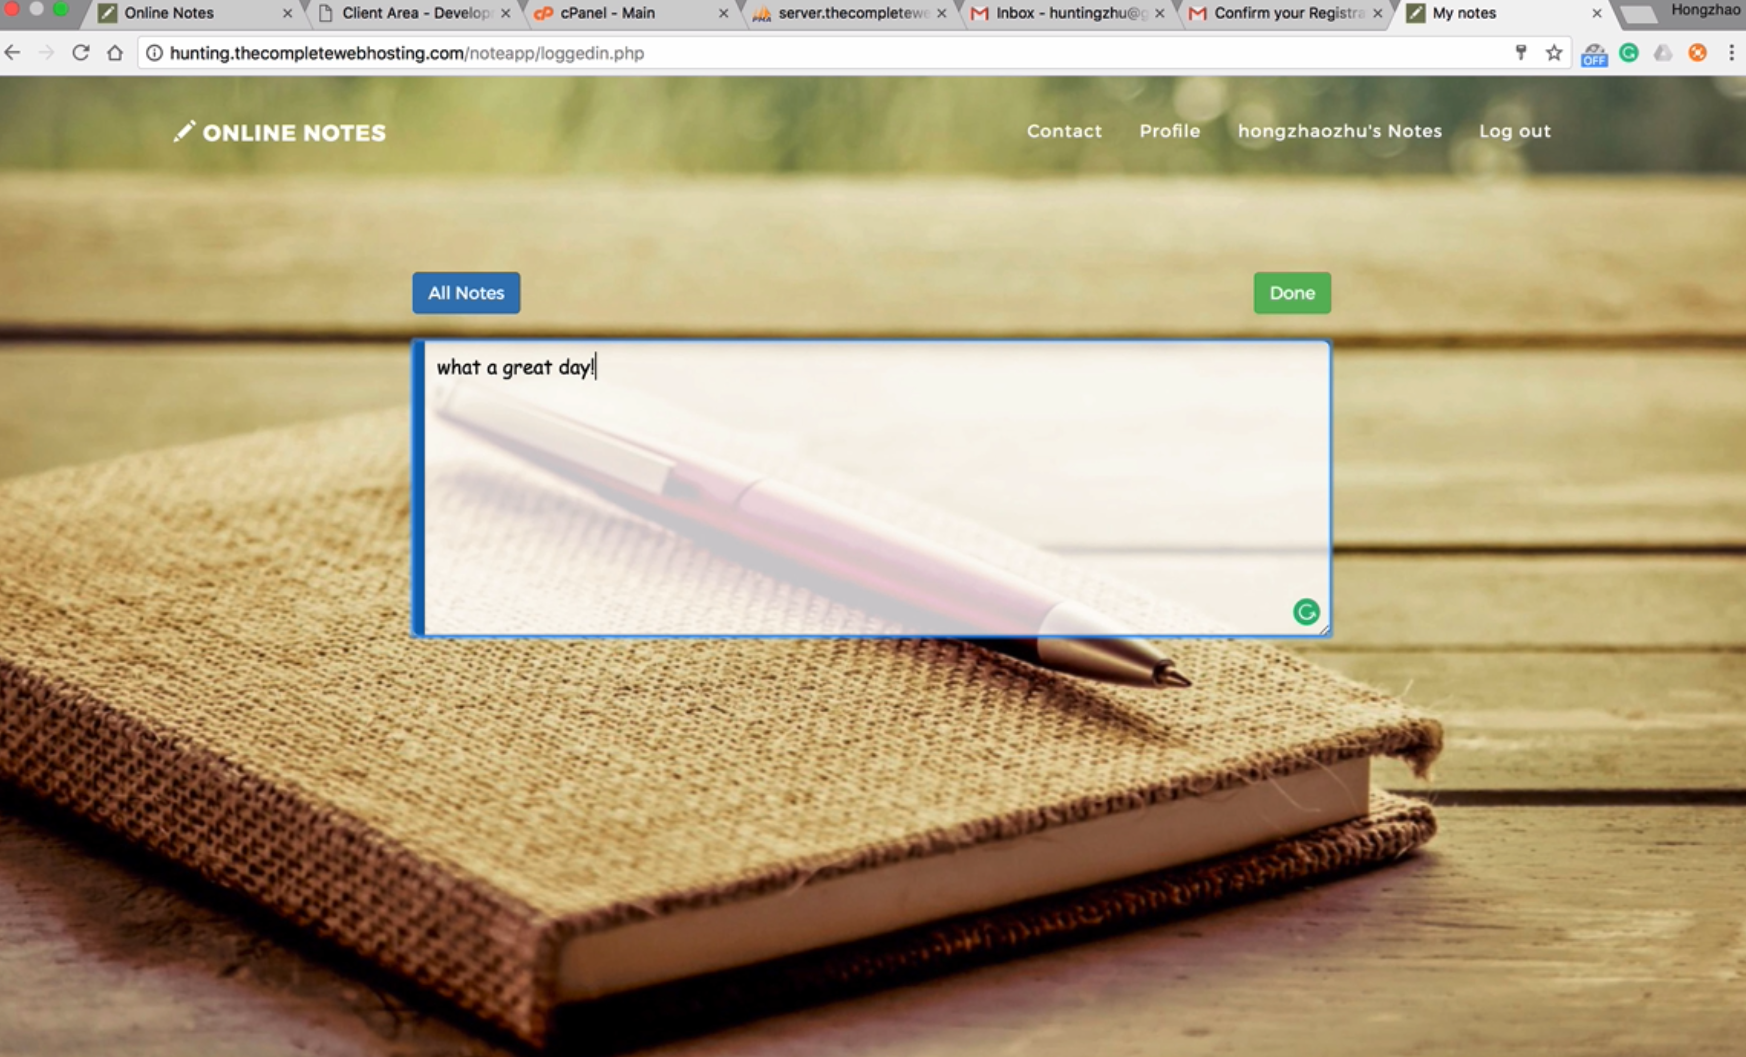 Online Notes
Client Area - Develop
cPanel - Main
server.thecompletewe
Inbox - huntingzhu@g
Confirm your Registra
My notes
Hongzhao
hunting.thecompletewebhosting.com/noteapp/loggedin.php
OFF
ONLINE NOTES
Contact
Profile
hongzhaozhu's Notes
Log out
All Notes
Done
what a great day!